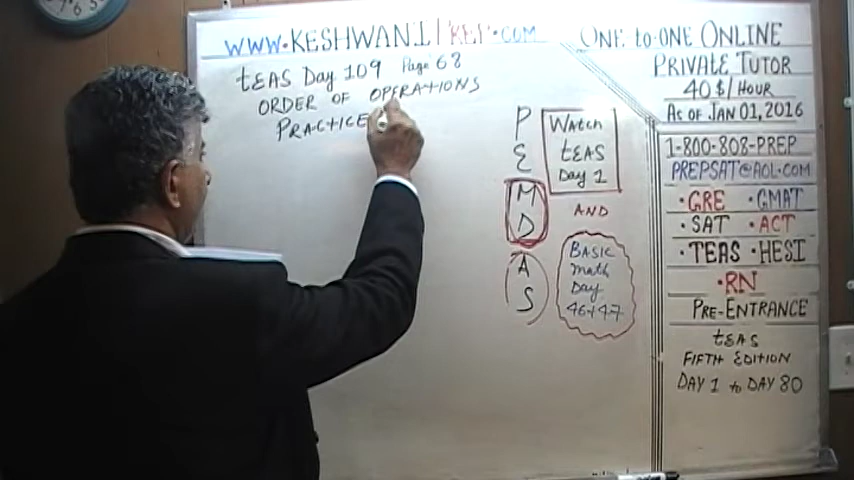 WWW.KESHWANIPREP.COM
tEAS Day 109 Page 68
ORDER OF OPERATIONS
PRACTICE
P
E
M
D
A
S
Watch
tEAS
Day 1
AND
BASIC
math
Day
46+47
ONE to ONE ONLINE
PRIVATE TUTOR
40 $/HOUR
As of JAN 01, 2016
1-800-808-PREP
PREPSAT@AOL.COM
•GRE •GMAT
•SAT •ACT
•TEAS •HESI
•RN
PRE-ENTRANCE
tEAS
FIFTH EDITION
DAY 1 to DAY 80